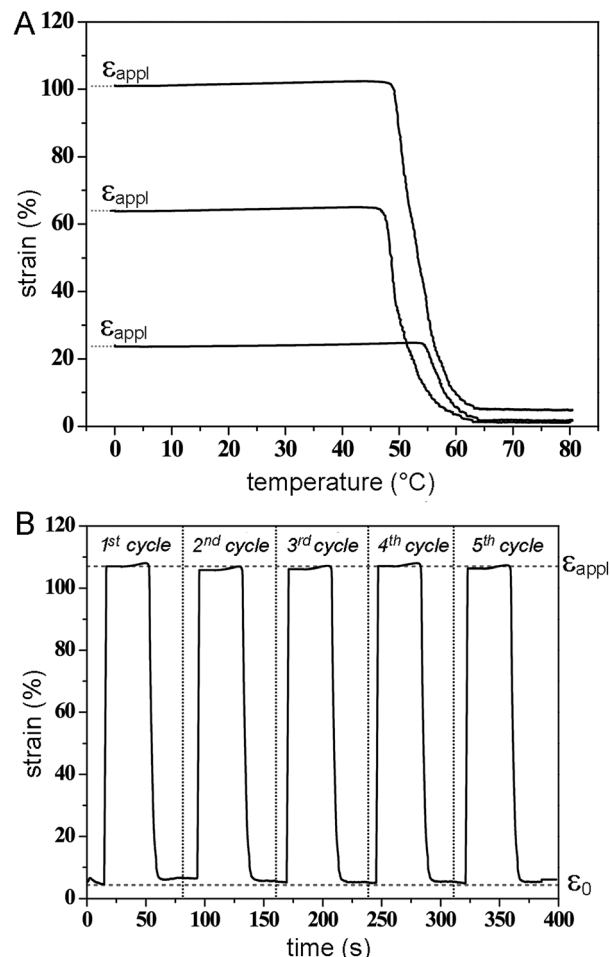 A
120
100
80
60
40
20
0
strain (%)
εappl
εappl
εappl
0 10 20 30 40 50 60 70 80
temperature (°C)
B
120
100
80
60
40
20
0
strain (%)
1st cycle 2nd cycle 3rd cycle 4th cycle 5th cycle
εappl
ε0
0 50 100 150 200 250 300 350 400
time (s)